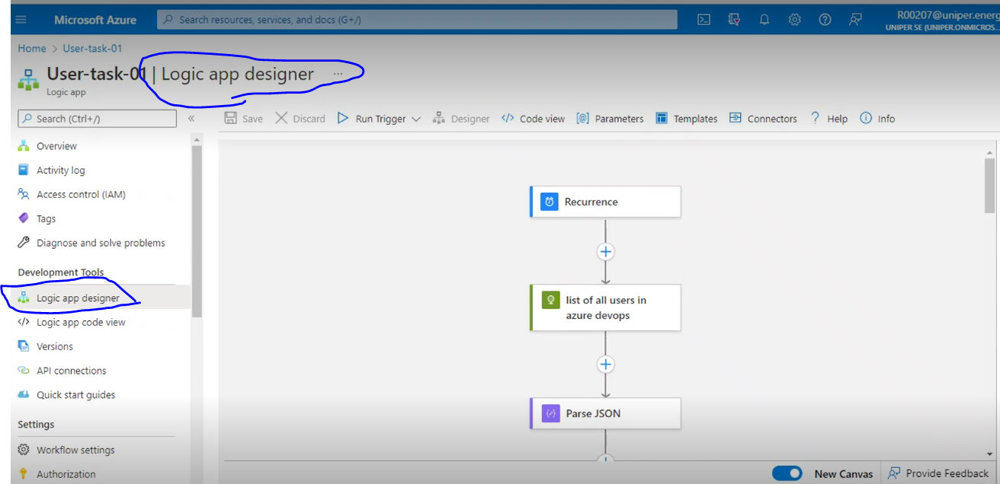 Microsoft Azure
Search resources, services, and docs (G+/)
R00207@uniper.energ
UNIPER SE (UNIPER.ONMICROS...
Home > User-task-01
User-task-01 | Logic app designer ...
Logic app
Search (Ctrl+/)
«
Save
Discard
Run Trigger
Designer
</> Code view
[@] Parameters
Templates
Connectors
? Help
Info
Overview
Activity log
Access control (IAM)
Tags
Diagnose and solve problems
Development Tools
Logic app designer
</> Logic app code view
Versions
API connections
Quick start guides
Settings
Workflow settings
Authorization
Recurrence
list of all users in
azure devops
Parse JSON
New Canvas
Provide Feedback